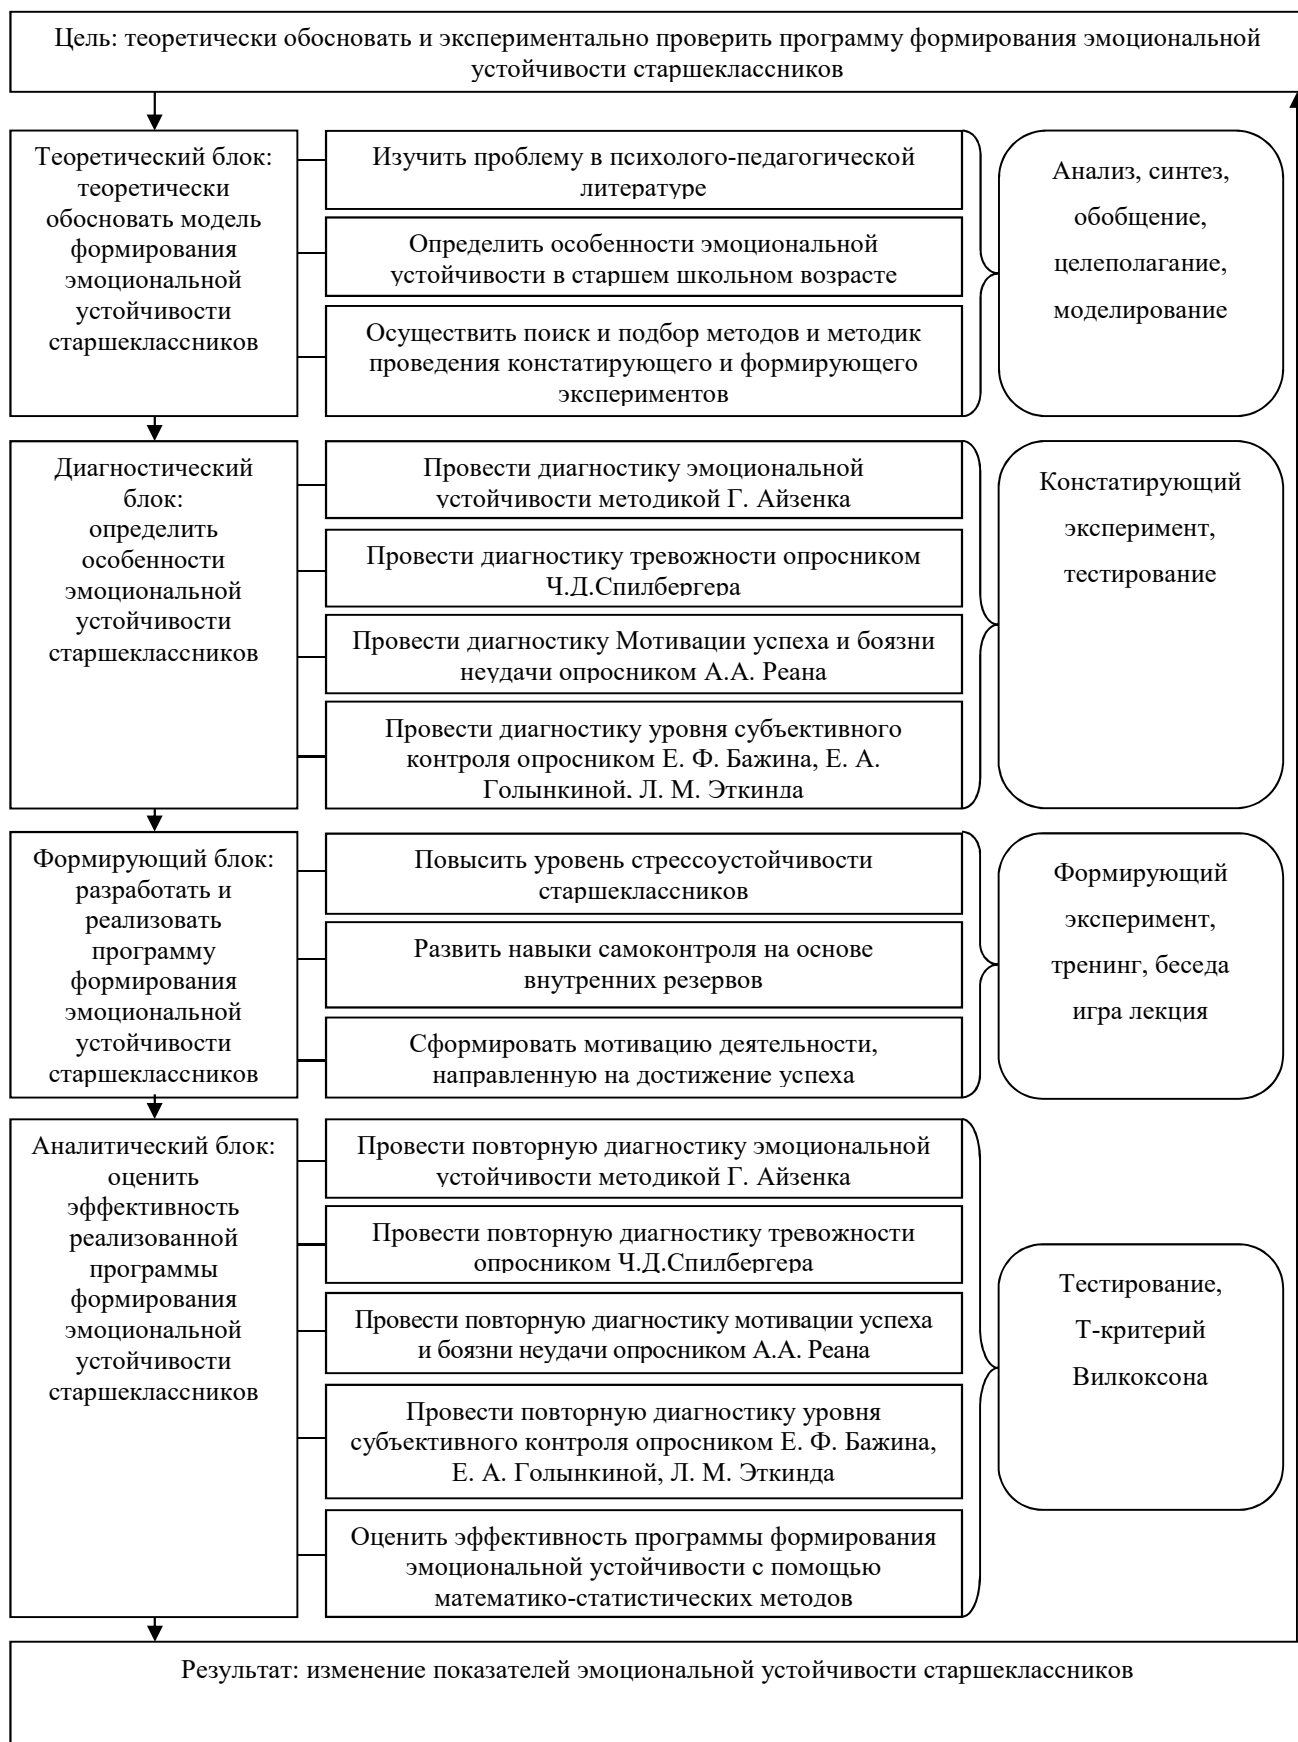 Цель: теоретически обосновать и экспериментально проверить программу формирования эмоциональной
устойчивости старшеклассников
Теоретический блок:
теоретически
обосновать модель
формирования
эмоциональной
устойчивости
старшеклассников
Изучить проблему в психолого-педагогической
литературе
Определить особенности эмоциональной
устойчивости в старшем школьном возрасте
Осуществить поиск и подбор методов и методик
проведения констатирующего и формирующего
экспериментов
Анализ, синтез,
обобщение,
целеполагание,
моделирование
Диагностический
блок:
определить
особенности
эмоциональной
устойчивости
старшеклассников
Провести диагностику эмоциональной
устойчивости методикой Г. Айзенка
Провести диагностику тревожности опросником
Ч.Д.Спилбергера
Провести диагностику Мотивации успеха и боязни
неудачи опросником А.А. Реана
Провести диагностику уровня субъективного
контроля опросником Е. Ф. Бажина, Е. А.
Голынкиной, Л. М. Эткинда
Констатирующий
эксперимент,
тестирование
Формирующий блок:
разработать и
реализовать
программу
формирования
эмоциональной
устойчивости
старшеклассников
Повысить уровень стрессоустойчивости
старшеклассников
Развить навыки самоконтроля на основе
внутренних резервов
Сформировать мотивацию деятельности,
направленную на достижение успеха
Формирующий
эксперимент,
тренинг, беседа
игра лекция
Аналитический блок:
оценить
эффективность
реализованной
программы
формирования
эмоциональной
устойчивости
старшеклассников
Провести повторную диагностику эмоциональной
устойчивости методикой Г. Айзенка
Провести повторную диагностику тревожности
опросником Ч.Д.Спилбергера
Провести повторную диагностику мотивации успеха
и боязни неудачи опросником А.А. Реана
Провести повторную диагностику уровня
субъективного контроля опросником Е. Ф. Бажина,
Е. А. Голынкиной, Л. М. Эткинда
Оценить эффективность программы формирования
эмоциональной устойчивости с помощью
математико-статистических методов
Тестирование,
Т-критерий
Вилкоксона
Результат: изменение показателей эмоциональной устойчивости старшеклассников